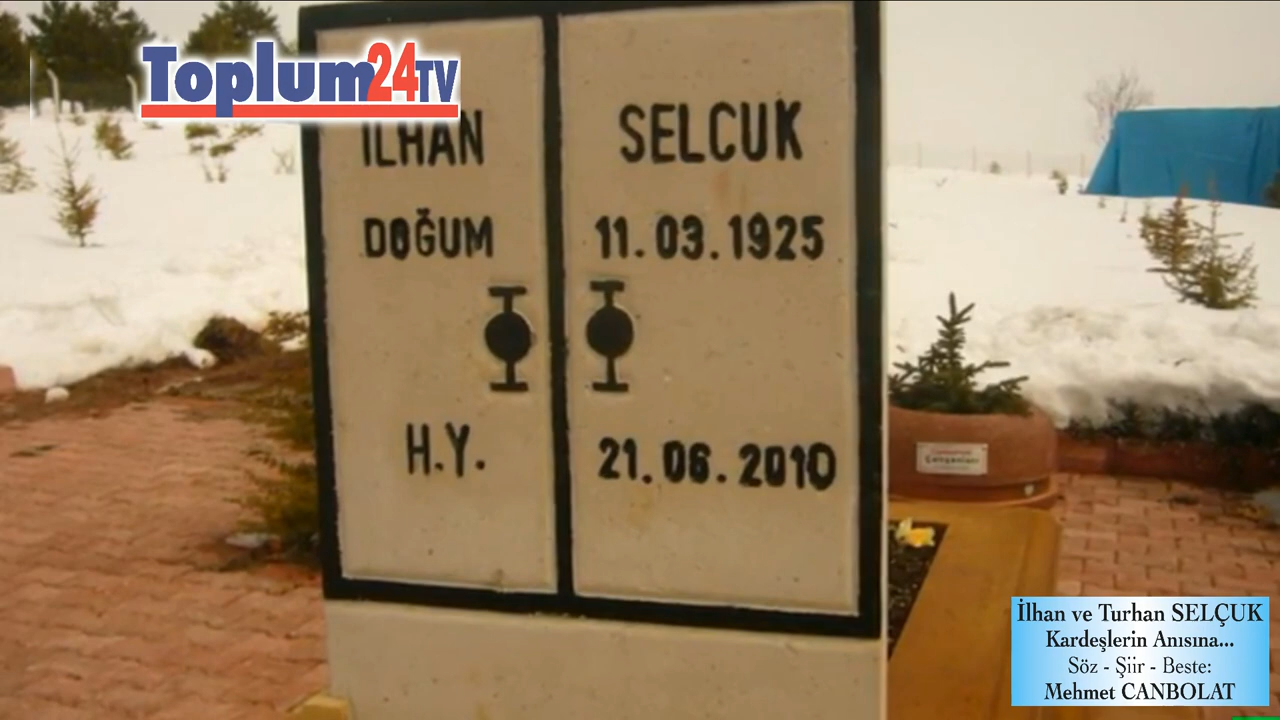 Toplum24TV
İLHAN SELCUK
DOĞUM 11.03.1925
H.Y. 21.06.2010
Çalışanları
İlhan ve Turhan SELÇUK
Kardeşlerin Anısına...
Söz - Şiir - Beste:
Mehmet CANBOLAT